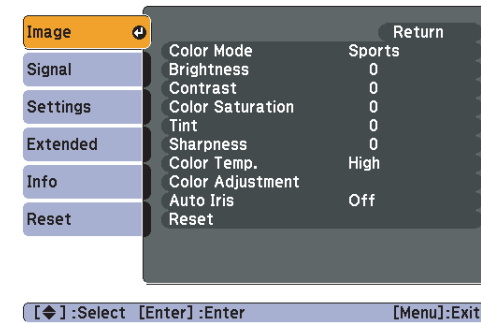 Image
Signal
Settings
Extended
Info
Reset
Return
Color Mode Sports
Brightness 0
Contrast 0
Color Saturation 0
Tint 0
Sharpness 0
Color Temp. High
Color Adjustment
Auto Iris Off
Reset
[◆] :Select [Enter] :Enter [Menu]:Exit